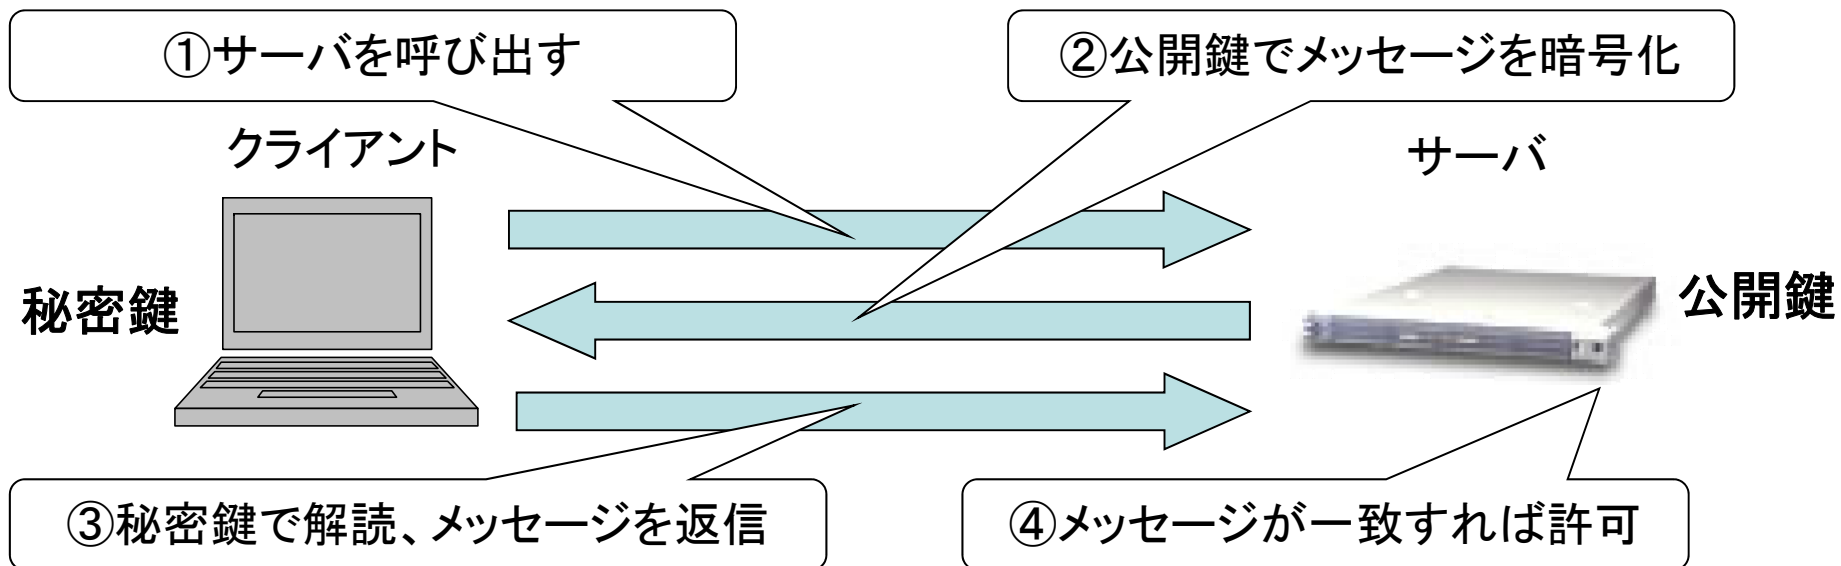 ①サーバを呼び出す
②公開鍵でメッセージを暗号化
クライアント
サーバ
秘密鍵
公開鍵
③秘密鍵で解読、メッセージを返信
④メッセージが一致すれば許可